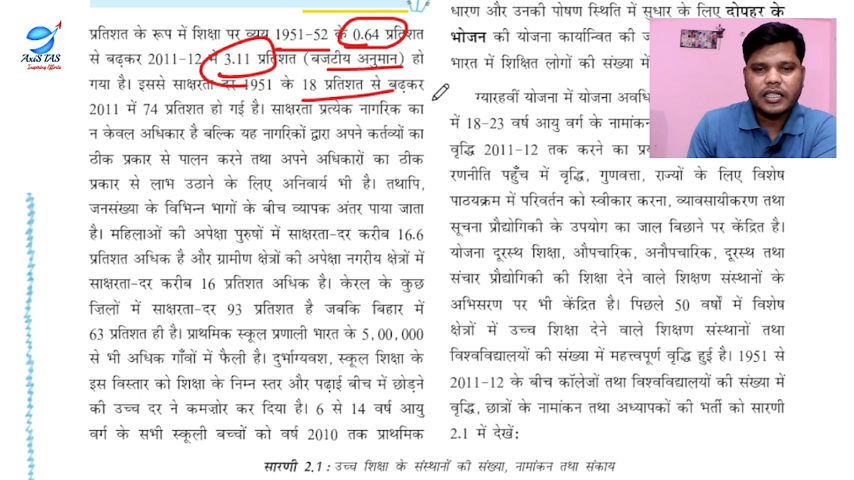 AXIS IAS
Inspiring Efforts
प्रतिशत के रूप में शिक्षा पर व्यय 1951-52 के 0.64 प्रतिशत
से बढ़कर 2011-12 में 3.11 प्रतिशत (बजटीय अनुमान) हो
गया है। इससे साक्षरता दर 1951 के 18 प्रतिशत से बढ़कर
2011 में 74 प्रतिशत हो गई है। साक्षरता प्रत्येक नागरिक का
न केवल अधिकार है बल्कि यह नागरिकों द्वारा अपने कर्तव्यों का
ठीक प्रकार से पालन करने तथा अपने अधिकारों का ठीक
प्रकार से लाभ उठाने के लिए अनिवार्य भी है। तथापि,
जनसंख्या के विभिन्न भागों के बीच व्यापक अंतर पाया जाता
है। महिलाओं की अपेक्षा पुरुषों में साक्षरता-दर करीब 16.6
प्रतिशत अधिक है और ग्रामीण क्षेत्रों की अपेक्षा नगरीय क्षेत्रों में
साक्षरता-दर करीब 16 प्रतिशत अधिक है। केरल के कुछ
ज़िलों में साक्षरता-दर 93 प्रतिशत है जबकि बिहार में
63 प्रतिशत ही है। प्राथमिक स्कूल प्रणाली भारत के 5,00,000
से भी अधिक गाँवों में फैली है। दुर्भाग्यवश, स्कूल शिक्षा के
इस विस्तार को शिक्षा के निम्न स्तर और पढ़ाई बीच में छोड़ने
की उच्च दर ने कमज़ोर कर दिया है। 6 से 14 वर्ष आयु
वर्ग के सभी स्कूली बच्चों को वर्ष 2010 तक प्राथमिक
धारण और उनकी पोषण स्थिति में सुधार के लिए दोपहर के
भोजन की योजना कार्यान्वित की ज
भारत में शिक्षित लोगों की संख्या में
ग्यारहवीं योजना में योजना अवधि
में 18-23 वर्ष आयु वर्ग के नामांकन
वृद्धि 2011-12 तक करने का प्र
रणनीति पहुँच में वृद्धि, गुणवत्ता, राज्यों के लिए विशेष
पाठयक्रम में परिवर्तन को स्वीकार करना, व्यावसायीकरण तथा
सूचना प्रौद्योगिकी के उपयोग का जाल बिछाने पर केंद्रित है।
योजना दूरस्थ शिक्षा, औपचारिक, अनौपचारिक, दूरस्थ तथा
संचार प्रौद्योगिकी की शिक्षा देने वाले शिक्षण संस्थानों के
अभिसरण पर भी केंद्रित है। पिछले 50 वर्षों में विशेष
क्षेत्रों में उच्च शिक्षा देने वाले शिक्षण संस्थानों तथा
विश्वविद्यालयों की संख्या में महत्त्वपूर्ण वृद्धि हुई है। 1951 से
2011-12 के बीच कॉलेजों तथा विश्वविद्यालयों की संख्या में
वृद्धि, छात्रों के नामांकन तथा अध्यापकों की भर्ती को सारणी
2.1 में देखें:
सारणी 2.1 : उच्च शिक्षा के संस्थानों की संख्या, नामांकन तथा संकाय